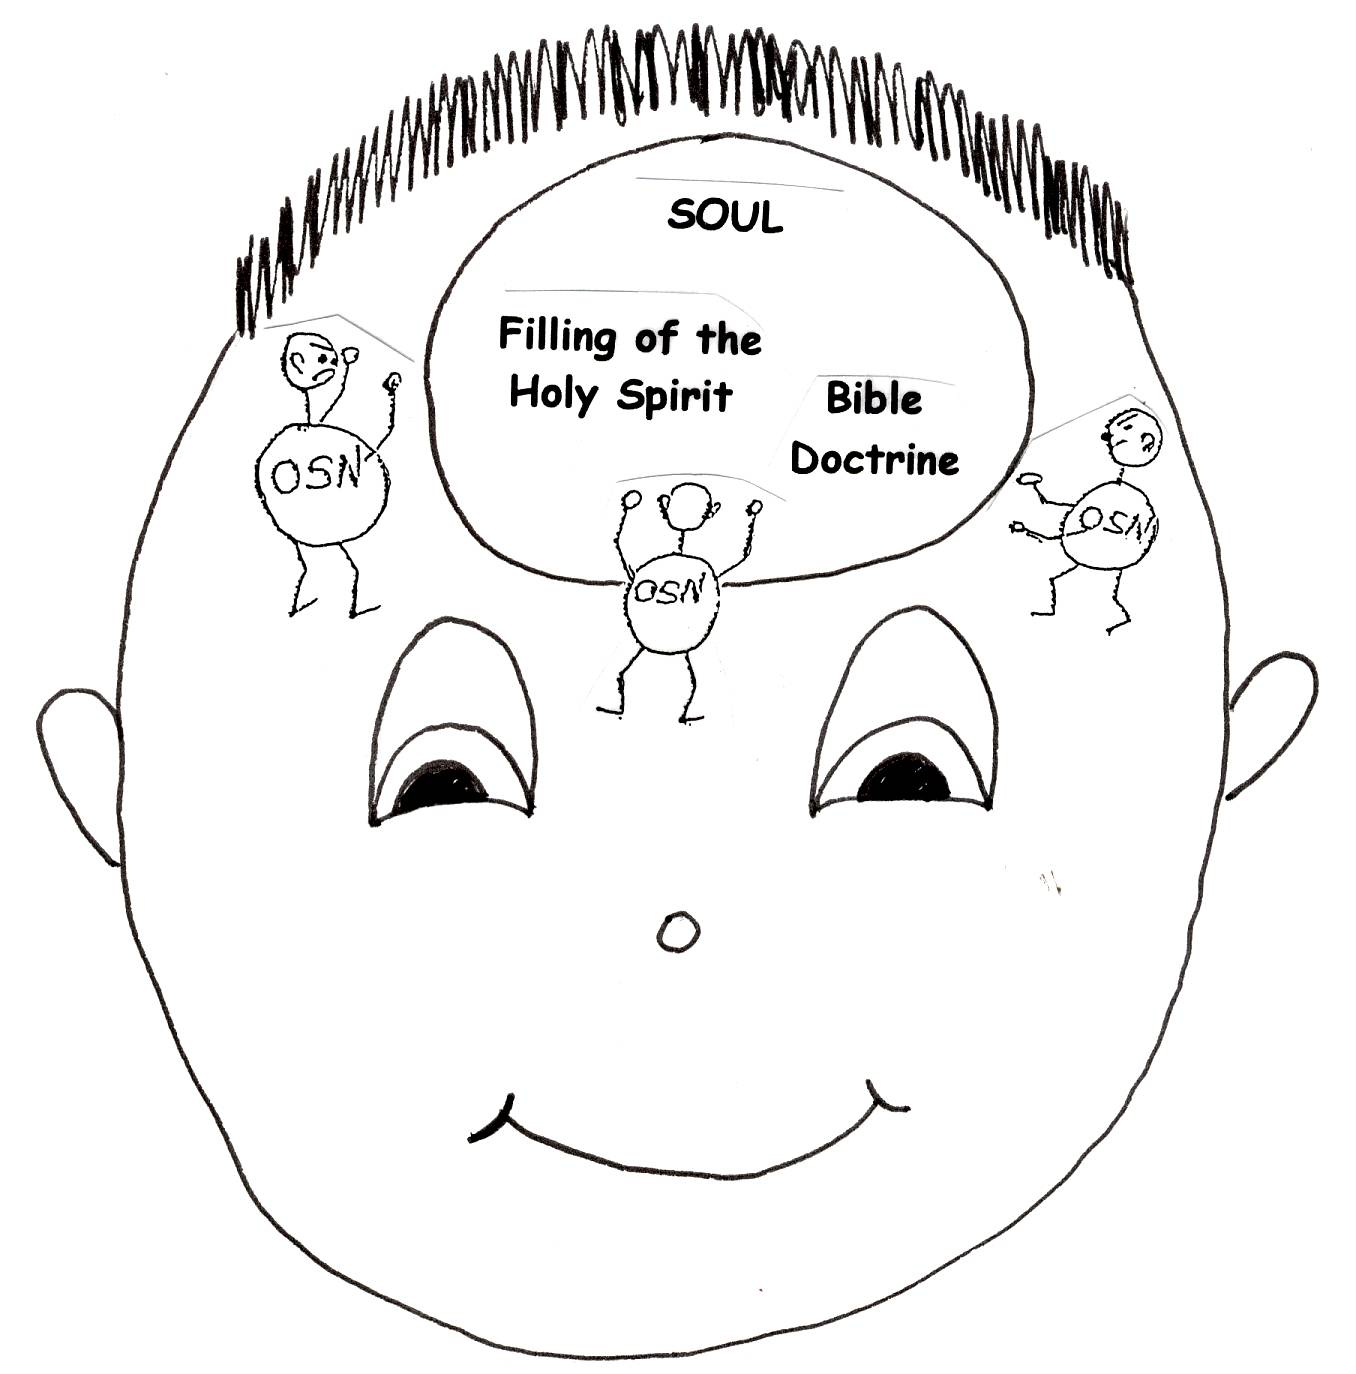 SOUL
Filling of the
Holy Spirit
Bible
Doctrine
OSN
OSN
OSN